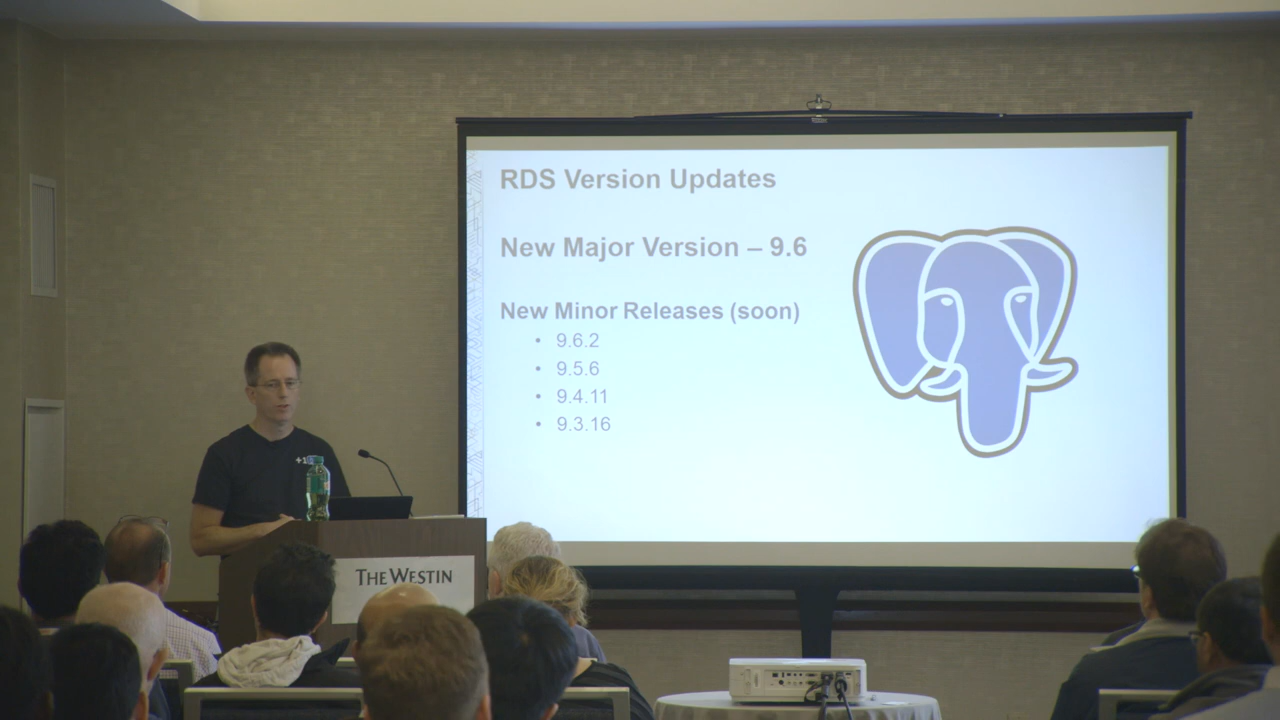 RDS Version Updates
New Major Version – 9.6
New Minor Releases (soon)
• 9.6.2
• 9.5.6
• 9.4.11
• 9.3.16
THE WESTIN